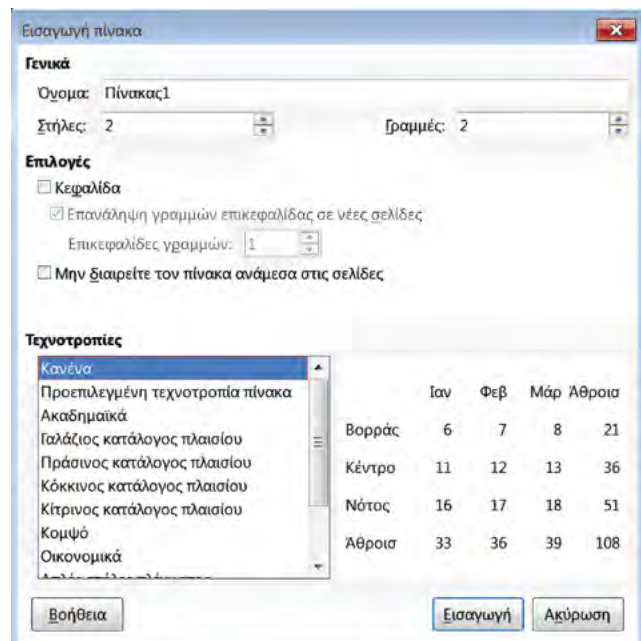 Εισαγωγή πίνακα
Γενικά
Όνομα: Πίνακας1
Στήλες: 2 Γραμμές: 2
Επιλογές
Κεφαλίδα
Επανάληψη γραμμών επικεφαλίδας σε νέες σελίδες
Επικεφαλίδες γραμμών: 1
Μην διαιρείτε τον πίνακα ανάμεσα στις σελίδες
Τεχνοτροπίες
Κανένα
Προεπιλεγμένη τεχνοτροπία πίνακα
Ακαδημαϊκά
Γαλάζιος κατάλογος πλαισίου
Πράσινος κατάλογος πλαισίου
Κόκκινος κατάλογος πλαισίου
Κίτρινος κατάλογος πλαισίου
Κομψό
Οικονομικά
Ιαν Φεβ Μάρ Άθροισ
Βορράς 6 7 8 21
Κέντρο 11 12 13 36
Νότος 16 17 18 51
Άθροισ 33 36 39 108
Βοήθεια Εισαγωγή Ακύρωση